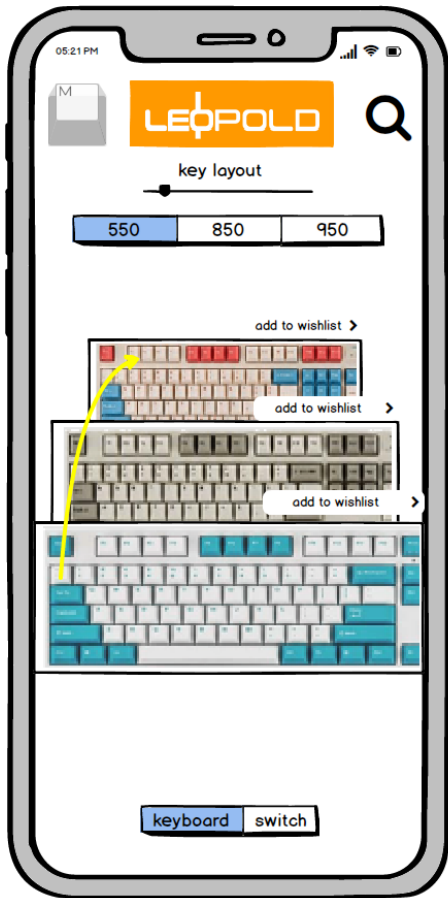 05:21 PM
M
LEOPOLD
key layout
550
850
950
add to wishlist
add to wishlist
add to wishlist
keyboard
switch